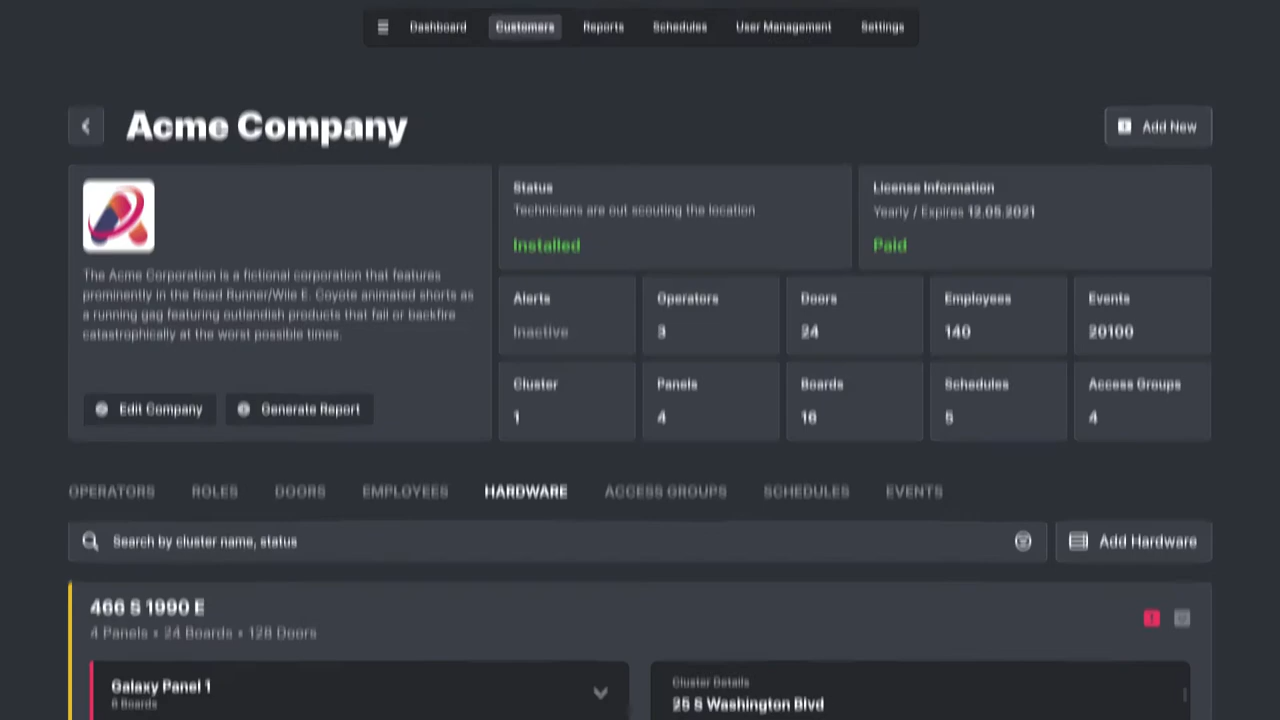 Dashboard Customers Reports Schedules User Management Settings
Acme Company
Add New
The Acme Corporation is a fictional corporation that features
prominently in the Road Runner/Wile E. Coyote animated shorts as
a running gag featuring outlandish products that fail or backfire
catastrophically at the worst possible times.
Edit Company
Generate Report
Status
Technicians are out scouting the location.
Installed
License Information
Yearly / Expires 12.05.2021
Paid
Alerts
Inactive
Operators
3
Doors
24
Employees
140
Events
20100
Cluster
1
Panels
4
Boards
16
Schedules
5
Access Groups
4
OPERATORS ROLES DOORS EMPLOYEES HARDWARE ACCESS GROUPS SCHEDULES EVENTS
Search by cluster name, status
Add Hardware
466 S 1990 E
4 Panels • 24 Boards • 128 Doors
Galaxy Panel 1
6 Boards
Cluster Details
25 S Washington Blvd